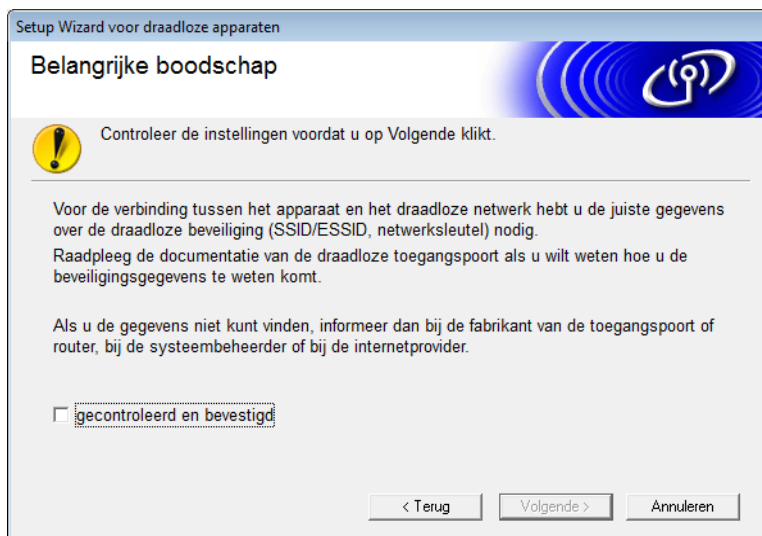 Setup Wizard voor draadloze apparaten
Belangrijke boodschap
Controleer de instellingen voordat u op Volgende klikt.
Voor de verbinding tussen het apparaat en het draadloze netwerk hebt u de juiste gegevens
over de draadloze beveiliging (SSID/ESSID, netwerksleutel) nodig.
Raadpleeg de documentatie van de draadloze toegangspoort als u wilt weten hoe u de
beveiligingsgegevens te weten komt.
Als u de gegevens niet kunt vinden, informeer dan bij de fabrikant van de toegangspoort of
router, bij de systeembeheerder of bij de internetprovider.
gecontroleerd en bevestigd
< Terug
Volgende >
Annuleren